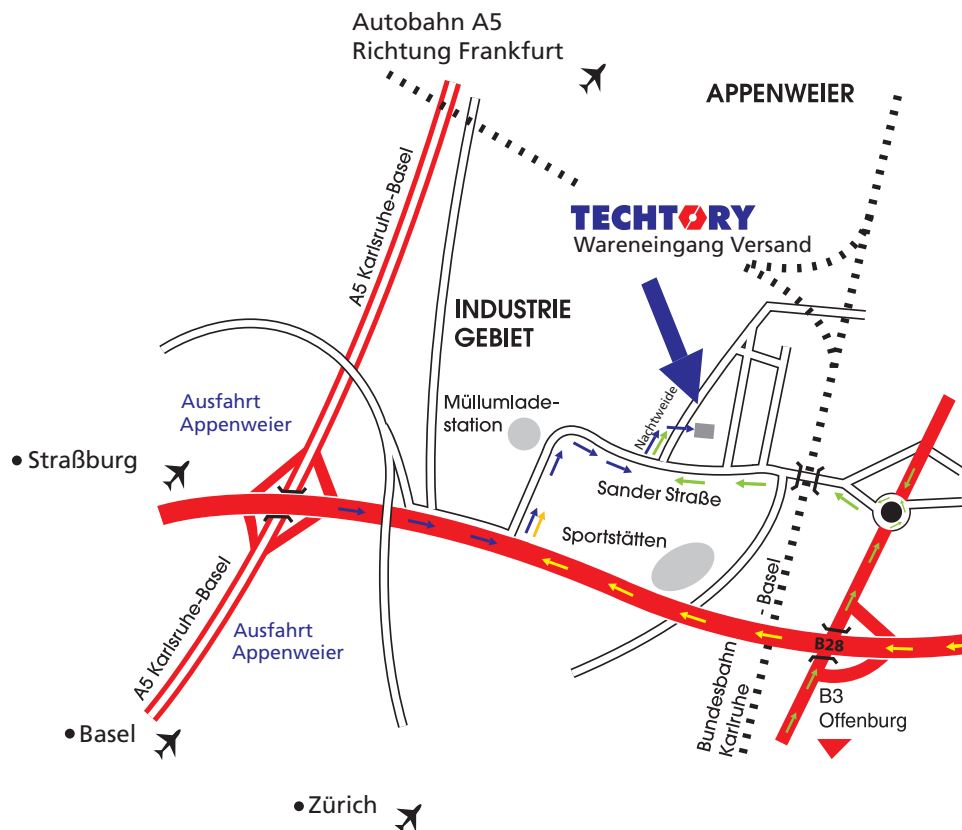 Autobahn A5
Richtung Frankfurt
APPENWEIER
A5 Karlsruhe-Basel
TECHTORY
Wareneingang Versand
INDUSTRIE
GEBIET
Ausfahrt
Appenweier
Müllumlade-
station
Nachtweide
Straßburg
Sander Straße
Sportstätten
A5 Karlsruhe-Basel
Ausfahrt
Appenweier
Bundesbahn
Karlruhe - Basel
B28
B3
Offenburg
Basel
Zürich